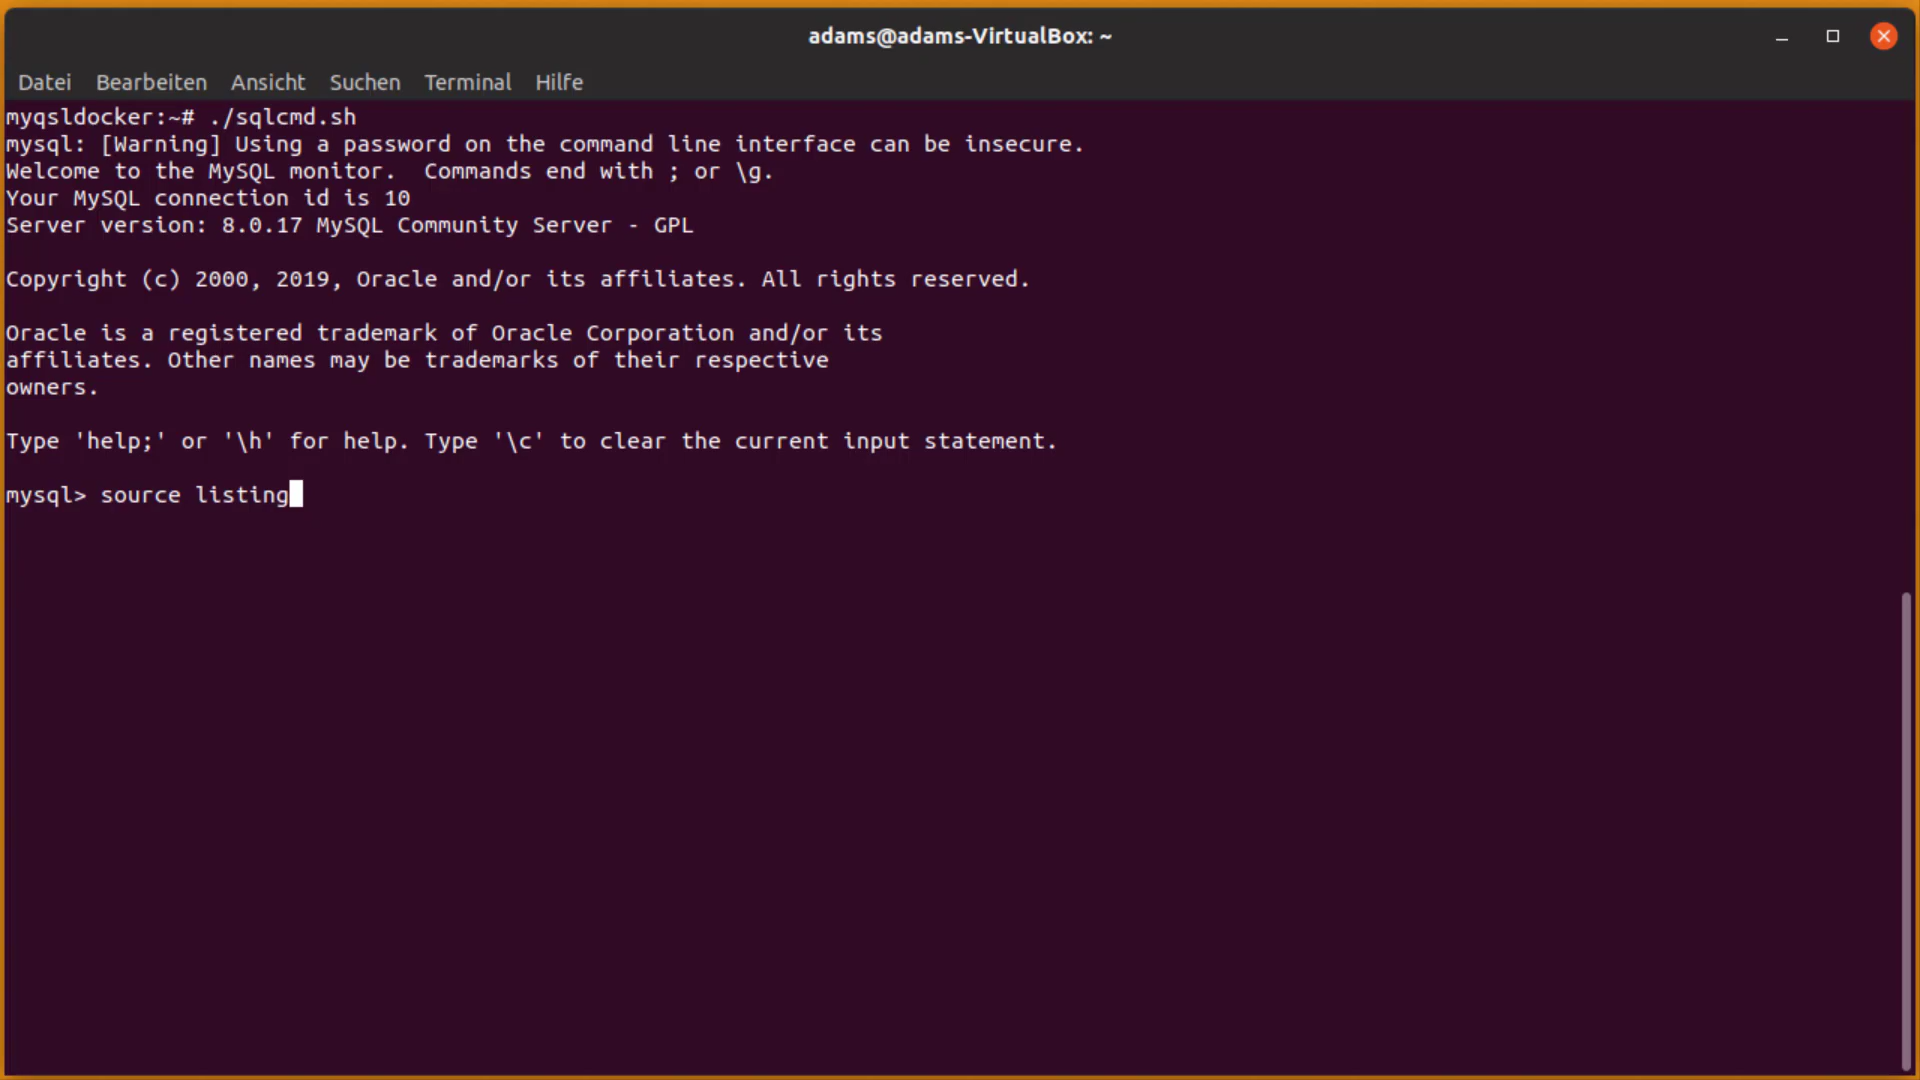 adams@adams-VirtualBox: ~
Datei Bearbeiten Ansicht Suchen Terminal Hilfe
myqsldocker:~# ./sqlcmd.sh
mysql: [Warning] Using a password on the command line interface can be insecure.
Welcome to the MySQL monitor.  Commands end with ; or \g.
Your MySQL connection id is 10
Server version: 8.0.17 MySQL Community Server - GPL
Copyright (c) 2000, 2019, Oracle and/or its affiliates. All rights reserved.
Oracle is a registered trademark of Oracle Corporation and/or its
affiliates. Other names may be trademarks of their respective
owners.
Type 'help;' or '\h' for help. Type '\c' to clear the current input statement.
mysql> source listing